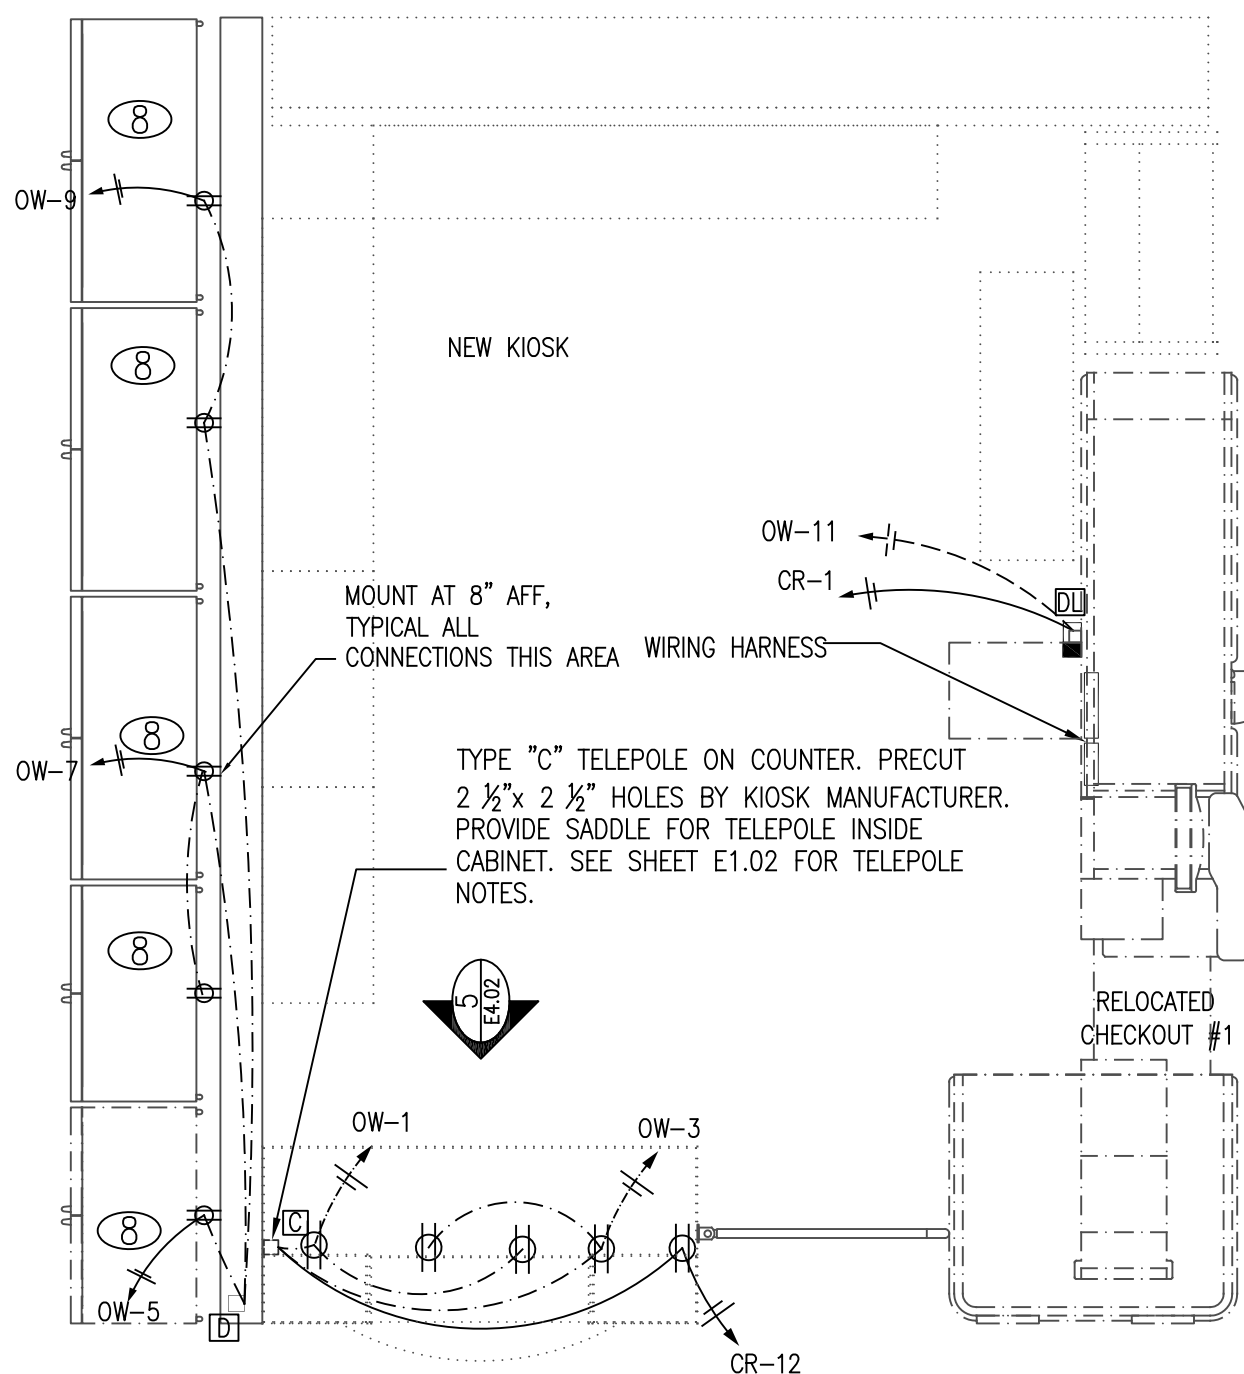 8
OW-9
8
NEW KIOSK
OW-11
CR-1
DL
MOUNT AT 8” AFF,
TYPICAL ALL
CONNECTIONS THIS AREA
WIRING HARNESS
8
OW-7
TYPE ”C” TELEPOLE ON COUNTER. PRECUT
2 ½”x 2 ½” HOLES BY KIOSK MANUFACTURER.
PROVIDE SADDLE FOR TELEPOLE INSIDE
CABINET. SEE SHEET E1.02 FOR TELEPOLE
NOTES.
8
5
E4.02
RELOCATED
CHECKOUT #1
OW-1
OW-3
C
8
OW-5
D
CR-12